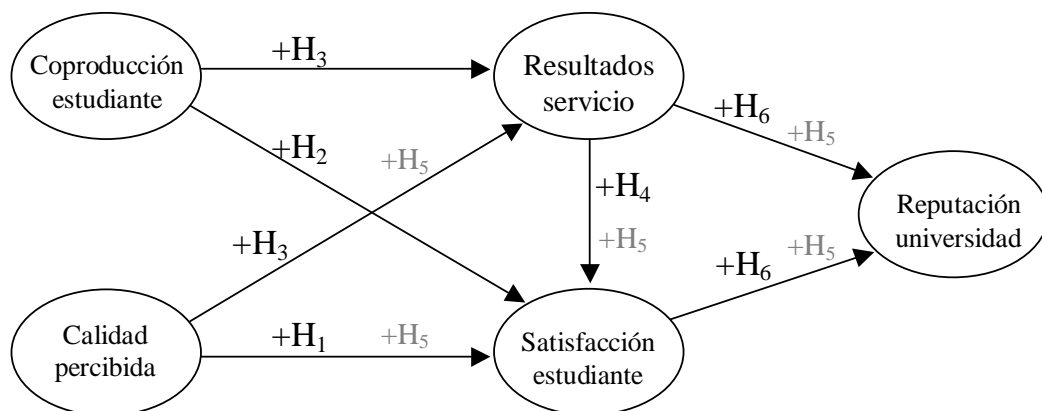 Coproducción
estudiante
+H₃
Resultados
servicio
+H₆
+H₅
+H₂
+H₅
+H₄
Reputación
universidad
+H₃
+H₅
+H₆
+H₅
Calidad
percibida
+H₁
+H₅
Satisfacción
estudiante